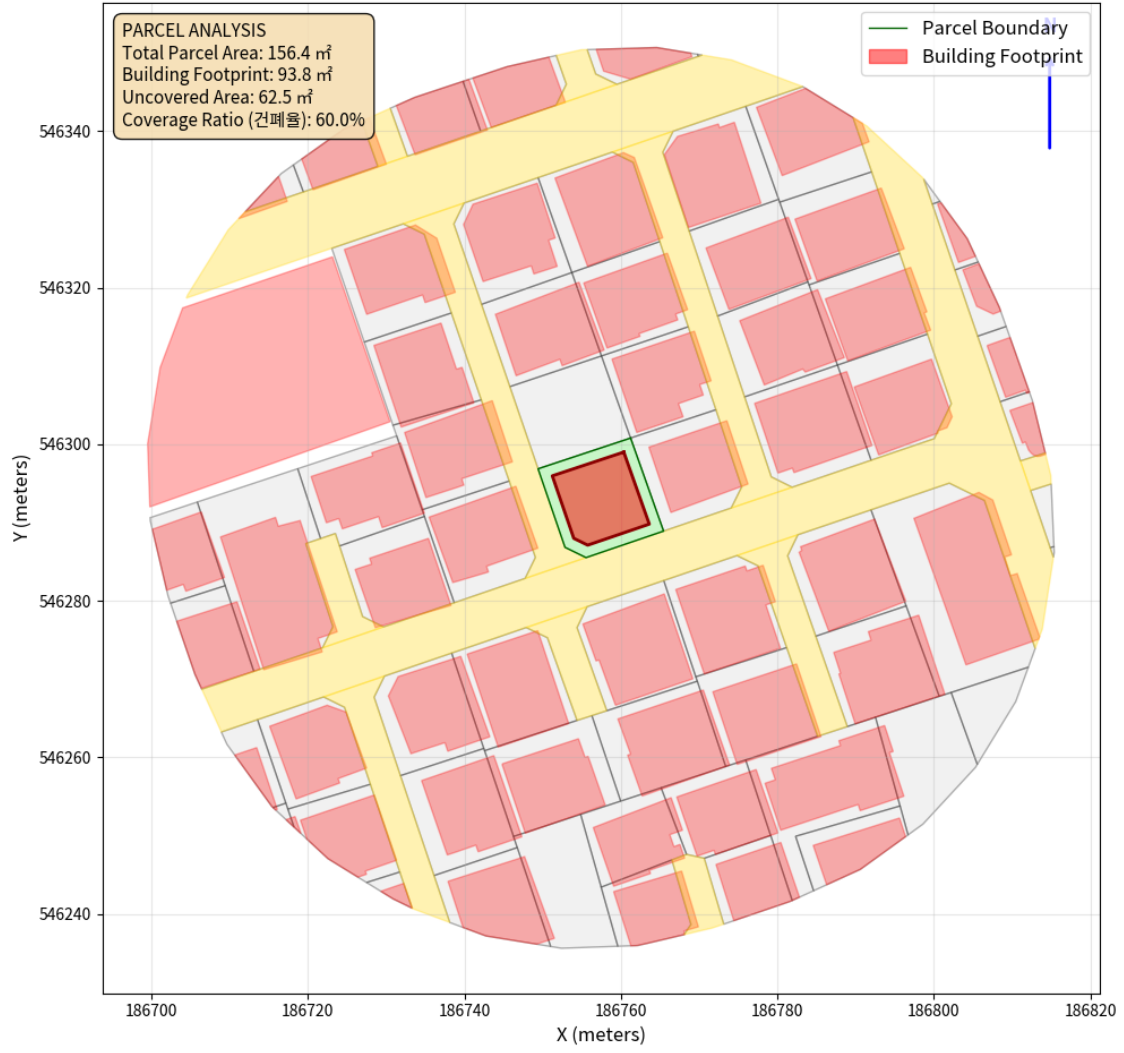 PARCEL ANALYSIS
Total Parcel Area: 156.4 ㎡
Building Footprint: 93.8 ㎡
Uncovered Area: 62.5 ㎡
Coverage Ratio (건폐율): 60.0%
Parcel Boundary
Building Footprint
N
546340
546320
546300
546280
546260
546240
Y (meters)
186700
186720
186740
186760
186780
186800
186820
X (meters)